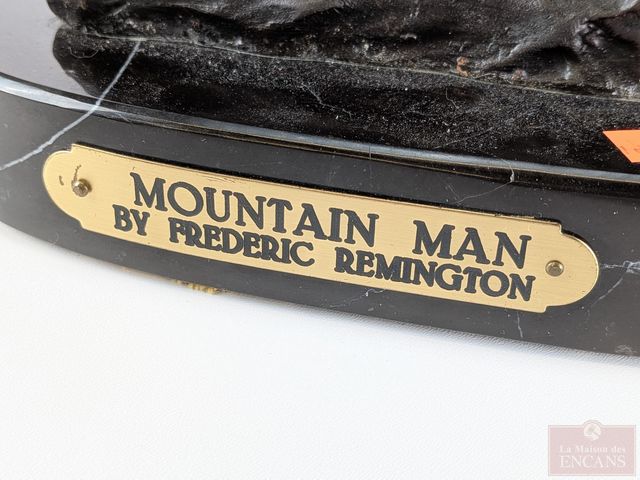 MOUNTAIN MAN
BY FREDERIC REMINGTON
La Maison des
ENCANS